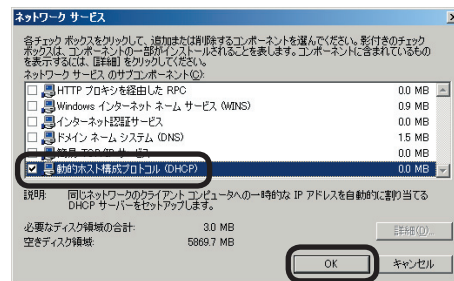 ネットワーク サービス
各チェック ボックスをクリックして、追加または削除するコンポーネントを選んでください。影付きのチェック
ボックスは、コンポーネントの一部がインストールされることを表します。コンポーネントに含まれているもの
を表示するには、[詳細] をクリックしてください。
ネットワーク サービス のサブコンポーネント(C):
HTTP プロキシを経由した RPC 0.0 MB
Windows インターネット ネーム サービス (WINS) 0.9 MB
インターネット認証サービス 0.0 MB
ドメイン ネーム システム (DNS) 1.5 MB
簡易 TCP/IP サービス 0.0 MB
動的ホスト構成プロトコル (DHCP) 0.0 MB
説明: 同じネットワークのクライアント コンピュータへの一時的な IP アドレスを自動的に割り当てる
DHCP サーバーをセットアップします。
必要なディスク領域の合計: 3.0 MB
空きディスク領域: 5869.7 MB
詳細(D)...
OK
キャンセル